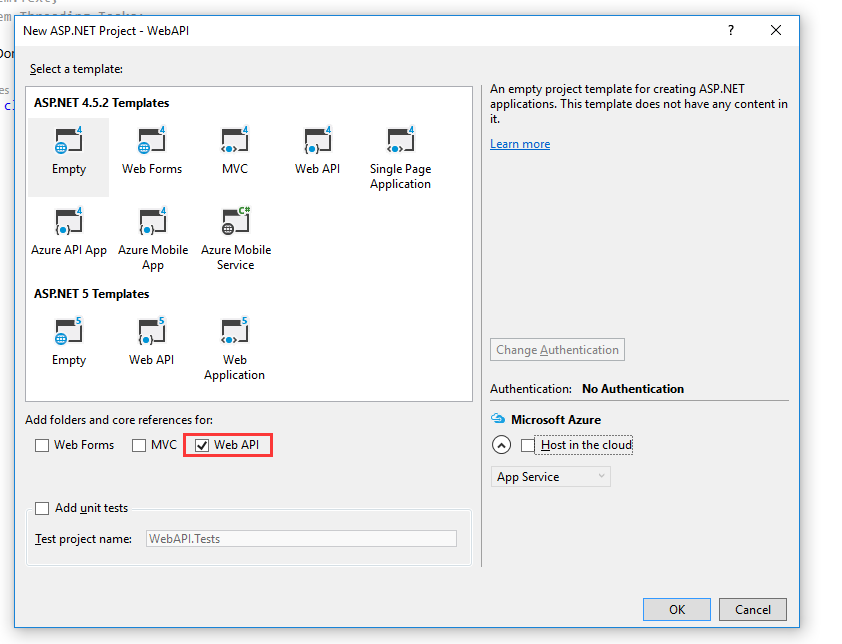 em Threading Tasks;
New ASP.NET Project - WebAPI
?
Select a template:
ASP.NET 4.5.2 Templates
4 4 4 4 4
Empty Web Forms MVC Web API Single Page
Application
4 4 C#
Azure API App Azure Mobile Azure Mobile
App Service
ASP.NET 5 Templates
5 5 5
Empty Web API Web
Application
An empty project template for creating ASP.NET
applications. This template does not have any content in
it.
Learn more
Change Authentication
Authentication: No Authentication
Microsoft Azure
Host in the cloud
App Service
Add folders and core references for:
Web Forms MVC Web API
Add unit tests
Test project name: WebAPI.Tests
OK Cancel